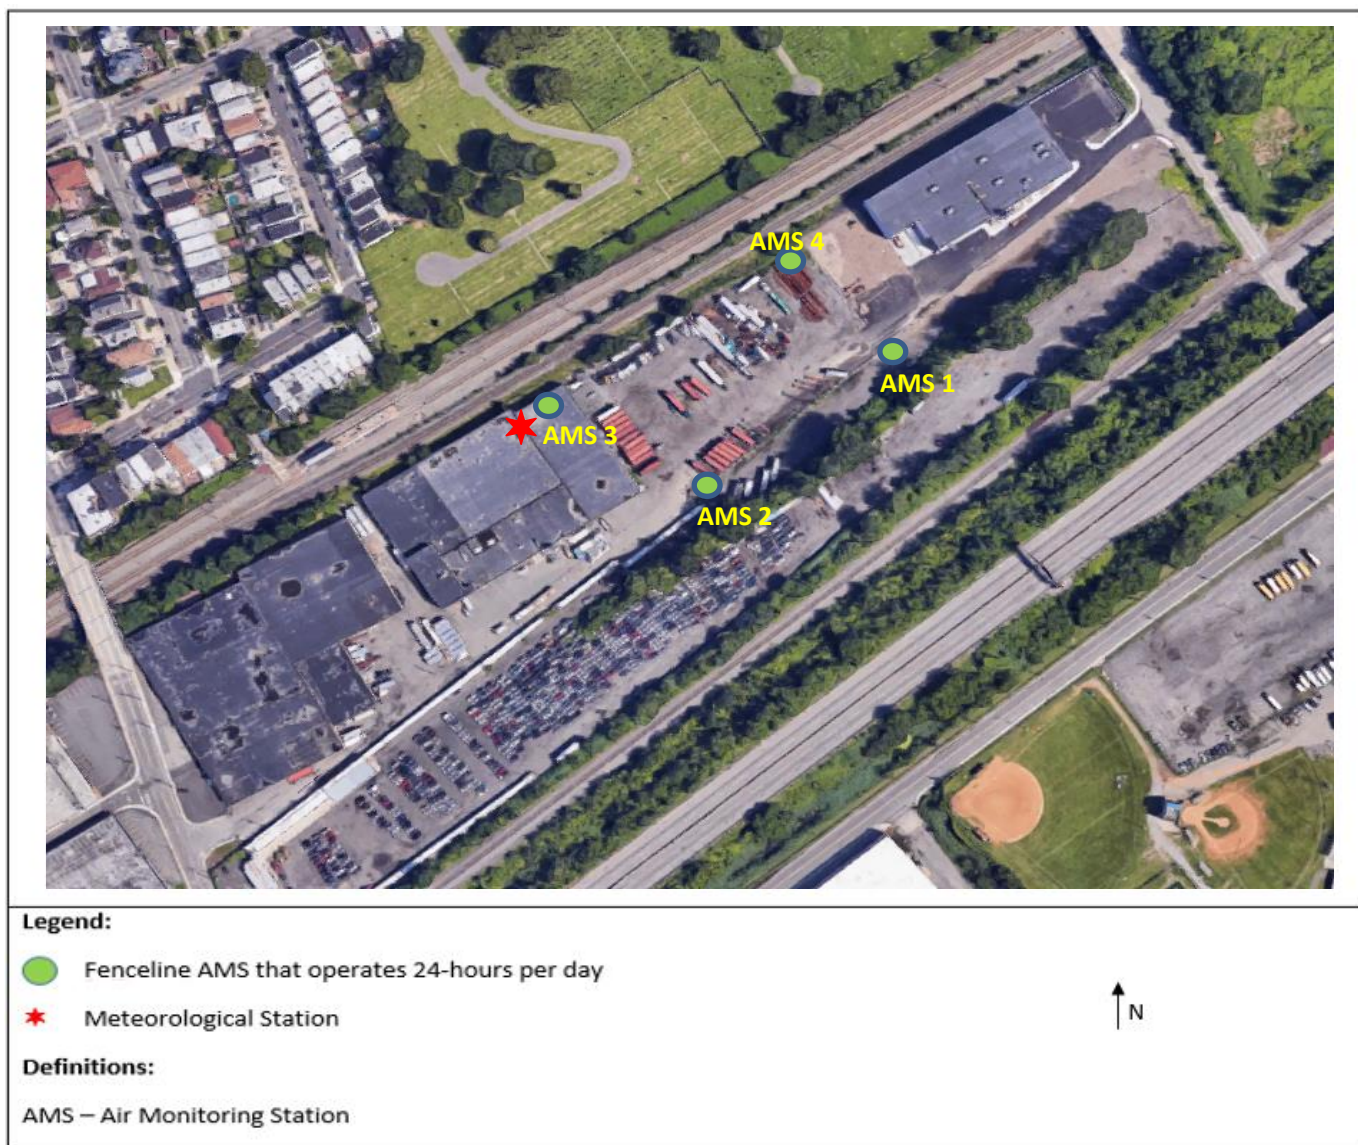 AMS 4
AMS 1
AMS 3
AMS 2
Legend:
Fenceline AMS that operates 24-hours per day
Meteorological Station
N
Definitions:
AMS – Air Monitoring Station